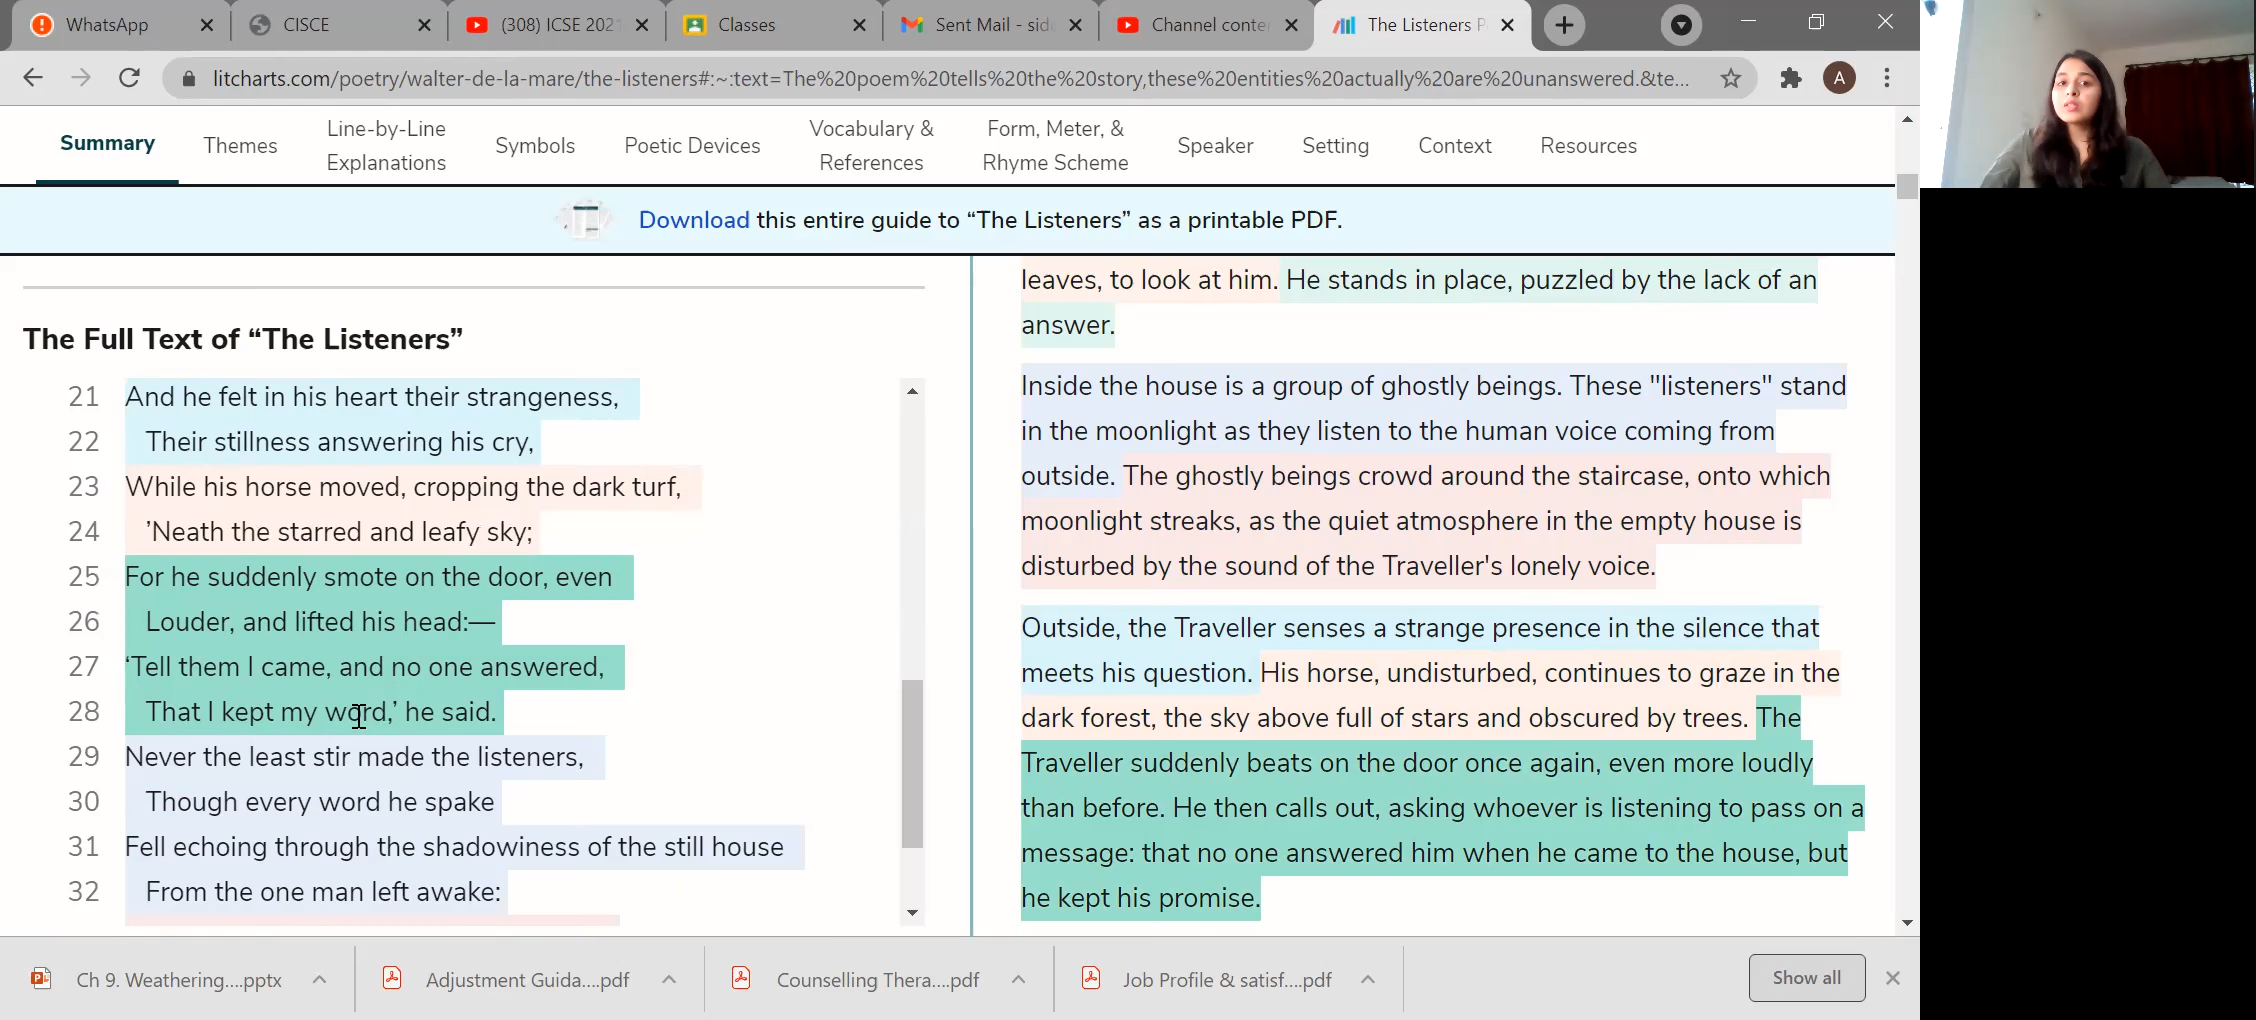 WhatsApp
CISCE
(308) ICSE 2021
Classes
Sent Mail - sid
Channel conte
The Listeners P
litcharts.com/poetry/walter-de-la-mare/the-listeners#:~:text=The%20poem%20tells%20the%20story,these%20entities%20actually%20are%20unanswered.&te...
A
Summary
Themes
Line-by-Line
Explanations
Symbols
Poetic Devices
Vocabulary &
References
Form, Meter, &
Rhyme Scheme
Speaker
Setting
Context
Resources
Download this entire guide to “The Listeners” as a printable PDF.
The Full Text of “The Listeners”
21 And he felt in his heart their strangeness,
22 Their stillness answering his cry,
23 While his horse moved, cropping the dark turf,
24 ’Neath the starred and leafy sky;
25 For he suddenly smote on the door, even
26 Louder, and lifted his head:—
27 ‘Tell them I came, and no one answered,
28 That I kept my word,’ he said.
29 Never the least stir made the listeners,
30 Though every word he spake
31 Fell echoing through the shadowiness of the still house
32 From the one man left awake:
leaves, to look at him. He stands in place, puzzled by the lack of an
answer.
Inside the house is a group of ghostly beings. These "listeners" stand
in the moonlight as they listen to the human voice coming from
outside. The ghostly beings crowd around the staircase, onto which
moonlight streaks, as the quiet atmosphere in the empty house is
disturbed by the sound of the Traveller's lonely voice.
Outside, the Traveller senses a strange presence in the silence that
meets his question. His horse, undisturbed, continues to graze in the
dark forest, the sky above full of stars and obscured by trees. The
Traveller suddenly beats on the door once again, even more loudly
than before. He then calls out, asking whoever is listening to pass on a
message: that no one answered him when he came to the house, but
he kept his promise.
Ch 9. Weathering....pptx
Adjustment Guida....pdf
Counselling Thera....pdf
Job Profile & satisf....pdf
Show all